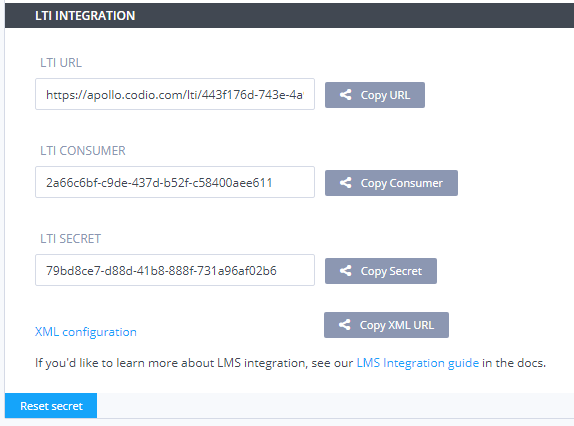 LTI INTEGRATION
LTI URL
https://apollo.codio.com/lti/443f176d-743e-4a
Copy URL
LTI CONSUMER
2a66c6bf-c9de-437d-b52f-c58400aee611
Copy Consumer
LTI SECRET
79bd8ce7-d88d-41b8-888f-731a96af02b6
Copy Secret
XML configuration
Copy XML URL
If you'd like to learn more about LMS integration, see our LMS Integration guide in the docs.
Reset secret